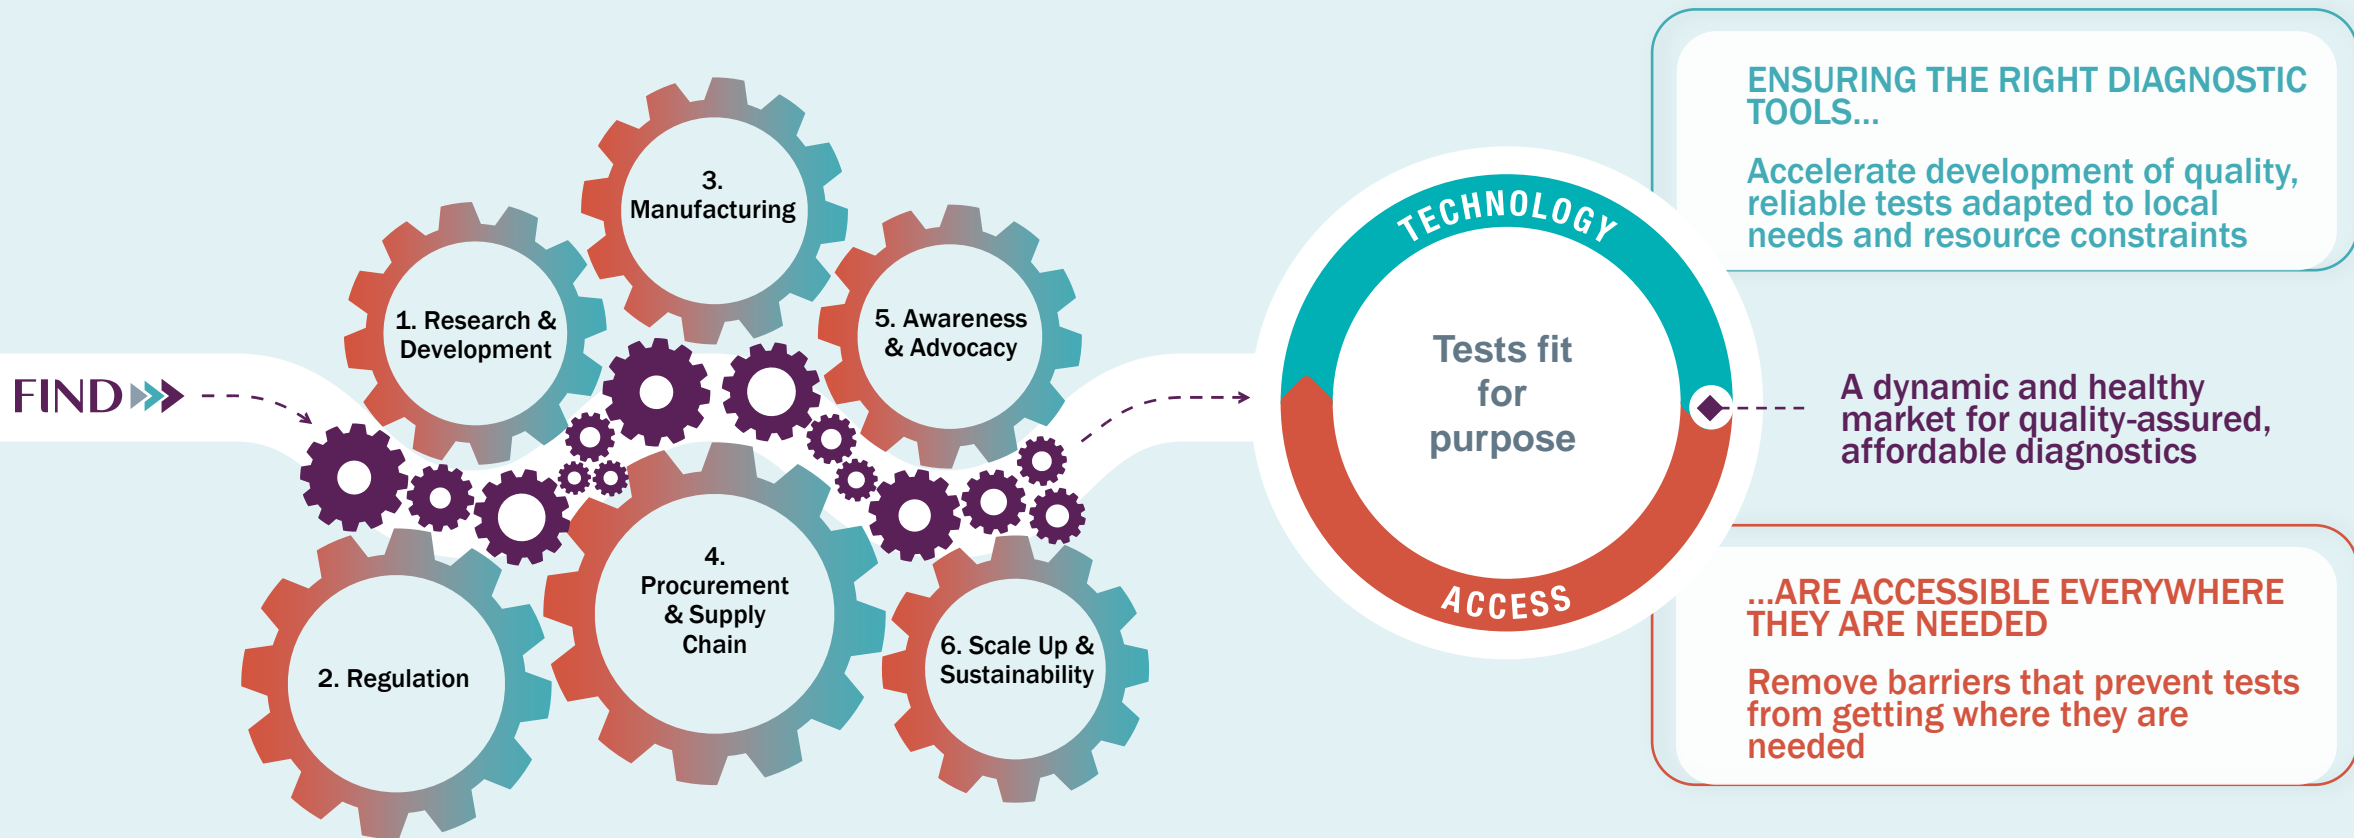 FIND
1. Research &
Development
2. Regulation
3.
Manufacturing
4.
Procurement
& Supply
Chain
5. Awareness
& Advocacy
6. Scale Up &
Sustainability
TECHNOLOGY
Tests fit
for
purpose
ACCESS
ENSURING THE RIGHT DIAGNOSTIC
TOOLS...
Accelerate development of quality,
reliable tests adapted to local
needs and resource constraints
A dynamic and healthy
market for quality-assured,
affordable diagnostics
...ARE ACCESSIBLE EVERYWHERE
THEY ARE NEEDED
Remove barriers that prevent tests
from getting where they are
needed